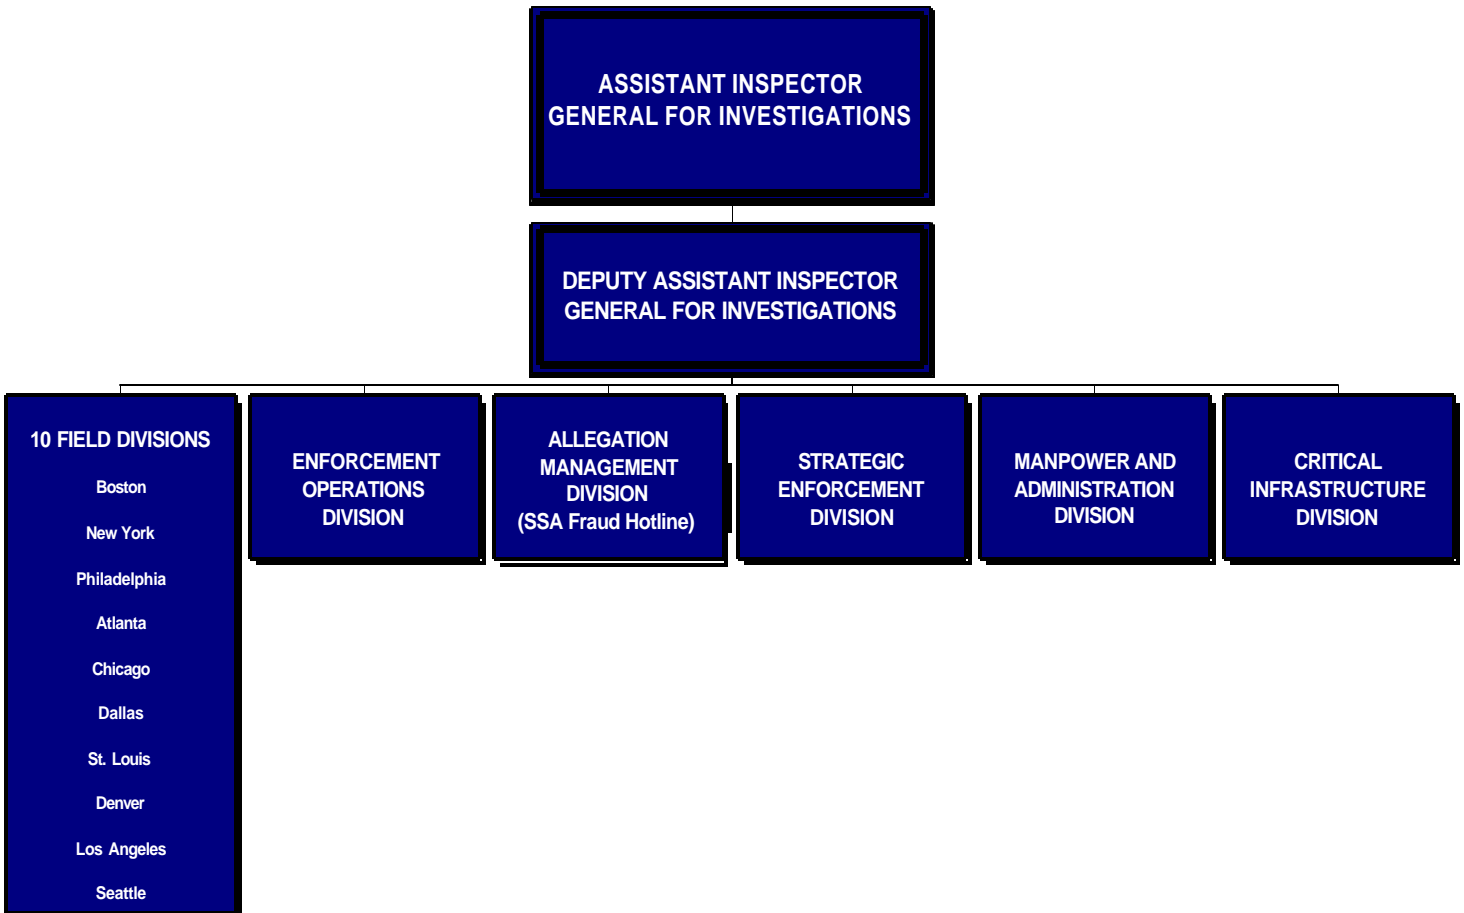 ASSISTANT INSPECTOR
GENERAL FOR INVESTIGATIONS
DEPUTY ASSISTANT INSPECTOR
GENERAL FOR INVESTIGATIONS
10 FIELD DIVISIONS
Boston
New York
Philadelphia
Atlanta
Chicago
Dallas
St. Louis
Denver
Los Angeles
Seattle
ENFORCEMENT
OPERATIONS
DIVISION
ALLEGATION
MANAGEMENT
DIVISION
(SSA Fraud Hotline)
STRATEGIC
ENFORCEMENT
DIVISION
MANPOWER AND
ADMINISTRATION
DIVISION
CRITICAL
INFRASTRUCTURE
DIVISION